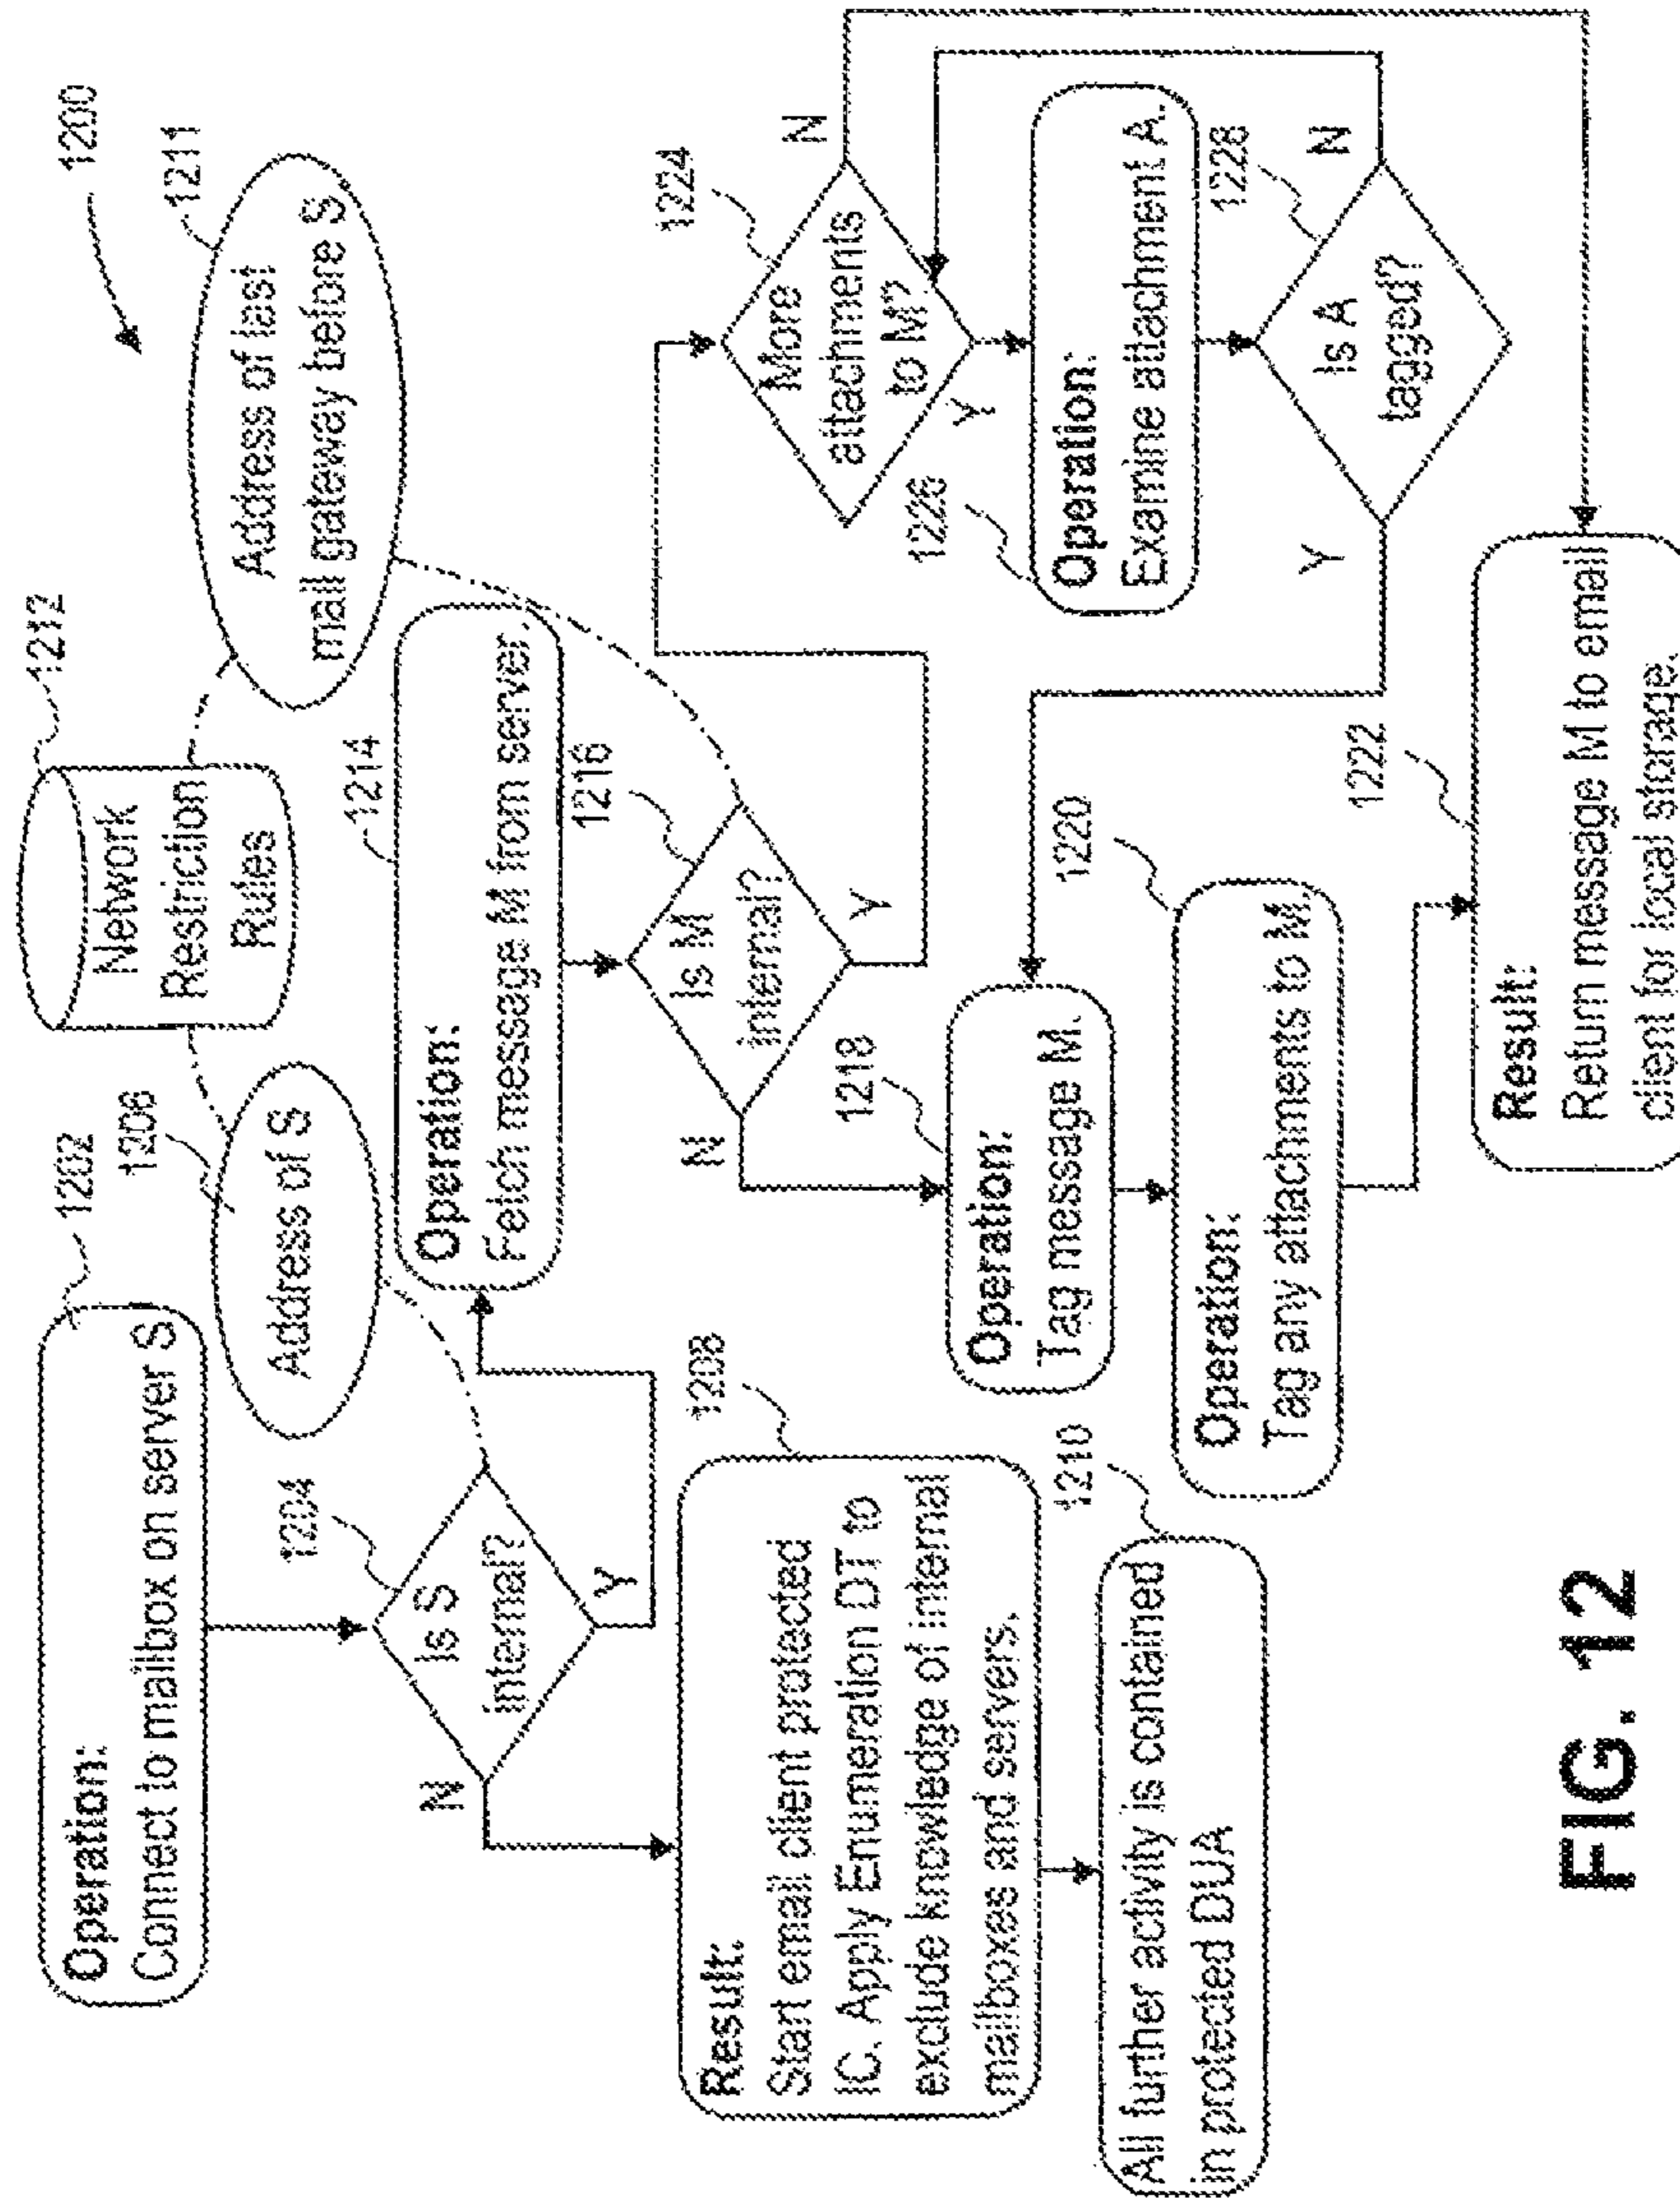 1200
Operation:
Connect to mailbox on server S
1202
Network
Restriction
Rules
1212
Address of S
1206
Address of last
mail gateway before S.
1211
Is S
internal?
1204
N
Y
Operation:
Fetch message M from server.
1214
Is M
internal?
1216
N
Y
Result:
Start email client protected
IC. Apply Enumeration DT to
exclude knowledge of internal
mailboxes and servers.
1208
All further activity is contained
in protected DUA
1210
Operation:
Tag message M.
1218
Operation:
Tag any attachments to M.
1220
More
attachments
to M?
1224
N
Y
Operation:
Examine attachment A.
1226
Is A
tagged?
1228
N
Y
Result:
Return message M to email
client for local storage.
1222
FIG. 12